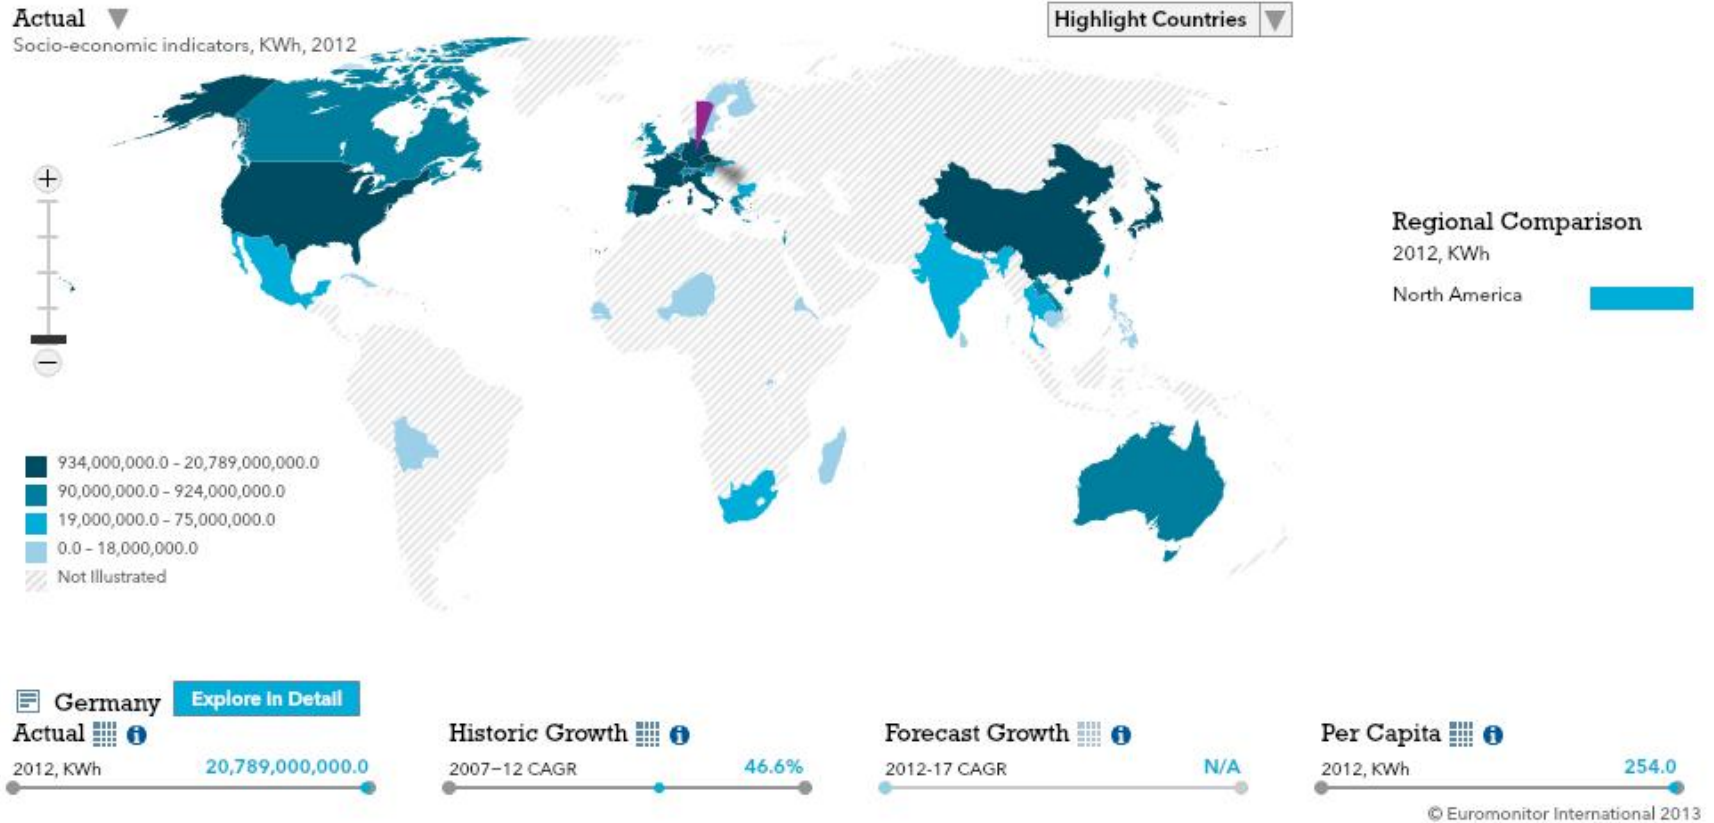 Actual
Highlight Countries
Socio-economic indicators, KWh, 2012
Regional Comparison
2012, KWh
North America
934,000,000.0 - 20,789,000,000.0
90,000,000.0 - 924,000,000.0
19,000,000.0 - 75,000,000.0
0.0 - 18,000,000.0
Not Illustrated
Germany Explore In Detail
Actual
2012, KWh 20,789,000,000.0
Historic Growth
2007-12 CAGR 46.6%
Forecast Growth
2012-17 CAGR N/A
Per Capita
2012, KWh 254.0
© Euromonitor International 2013